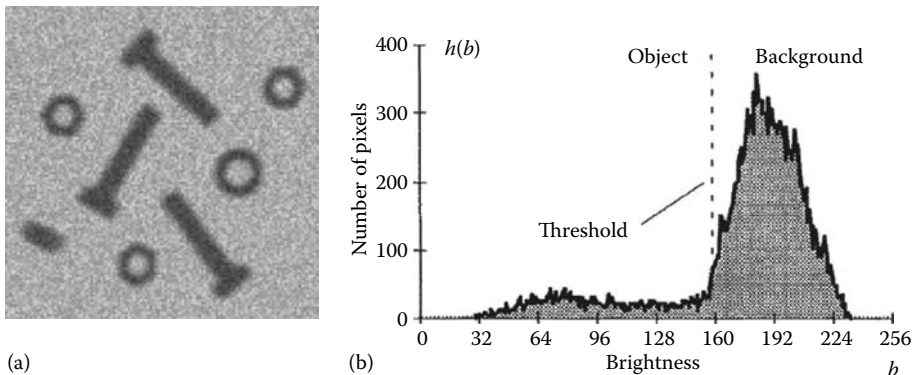 400
h(b)
Object
Background
300
Number of pixels
200
Threshold
100
0
0 32 64 96 128 160 192 224 256
Brightness
b
(a)
(b)